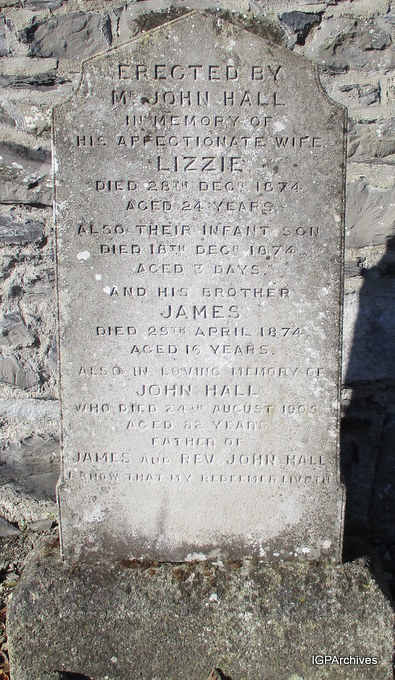 ERECTED BY
MR JOHN HALL
IN MEMORY OF
HIS AFFECTIONATE WIFE
LIZZIE
DIED 28TH DECR 1874
AGED 24 YEARS.
ALSO THEIR INFANT SON
DIED 18TH DECR 1874
AGED 3 DAYS.
AND HIS BROTHER
JAMES
DIED 29TH APRIL 1874
AGED 16 YEARS.
ALSO IN LOVING MEMORY OF
JOHN HALL
WHO DIED 24TH AUGUST 1905
AGED 82 YEARS
FATHER OF
JAMES AND REV. JOHN HALL
I KNOW THAT MY REDEEMER LIVETH
IGPArchives